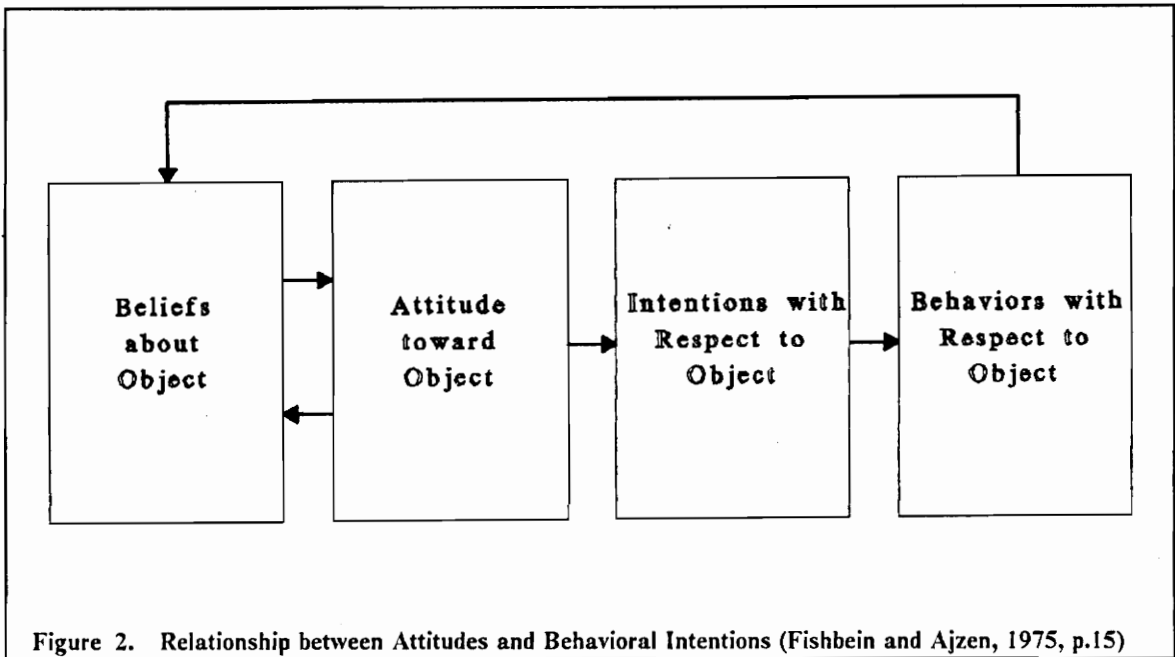 Beliefs
about
Object
Attitude
toward
Object
Intentions with
Respect to
Object
Behaviors with
Respect to
Object
Figure 2. Relationship between Attitudes and Behavioral Intentions (Fishbein and Ajzen, 1975, p.15)